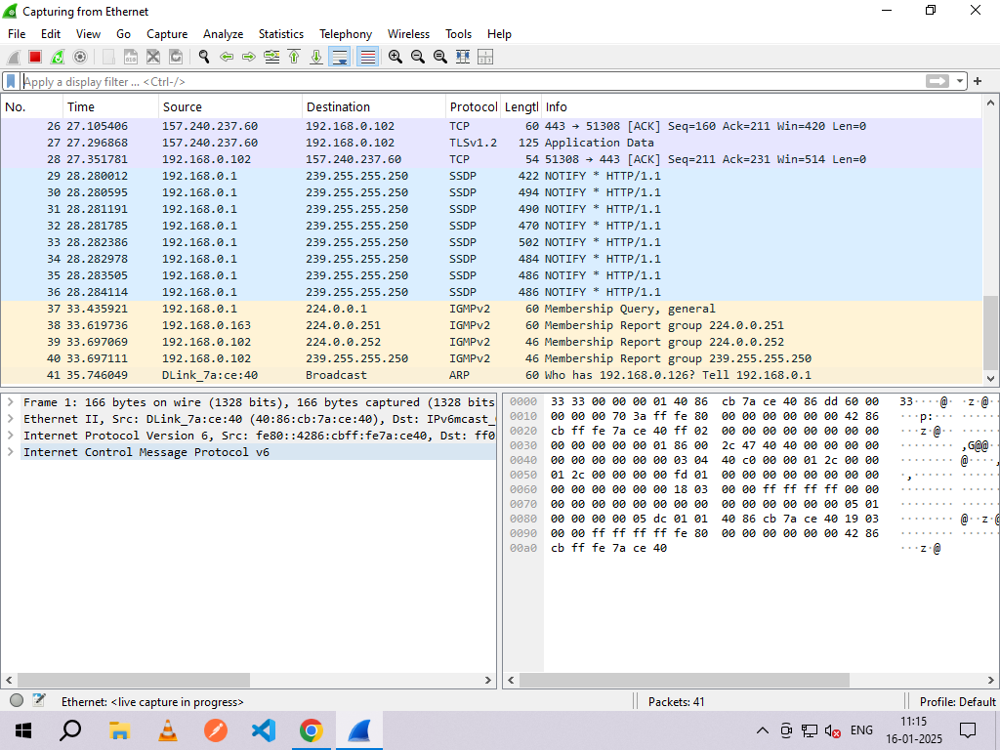 Capturing from Ethernet
File Edit View Go Capture Analyze Statistics Telephony Wireless Tools Help
Apply a display filter ... <Ctrl-/>
No. Time Source Destination Protocol Lengtl Info
26 27.105406 157.240.237.60 192.168.0.102 TCP 60 443 → 51308 [ACK] Seq=160 Ack=211 Win=420 Len=0
27 27.296868 157.240.237.60 192.168.0.102 TLSv1.2 125 Application Data
28 27.351781 192.168.0.102 157.240.237.60 TCP 54 51308 → 443 [ACK] Seq=211 Ack=231 Win=514 Len=0
29 28.280012 192.168.0.1 239.255.255.250 SSDP 422 NOTIFY * HTTP/1.1
30 28.280595 192.168.0.1 239.255.255.250 SSDP 494 NOTIFY * HTTP/1.1
31 28.281191 192.168.0.1 239.255.255.250 SSDP 490 NOTIFY * HTTP/1.1
32 28.281785 192.168.0.1 239.255.255.250 SSDP 470 NOTIFY * HTTP/1.1
33 28.282386 192.168.0.1 239.255.255.250 SSDP 502 NOTIFY * HTTP/1.1
34 28.282978 192.168.0.1 239.255.255.250 SSDP 484 NOTIFY * HTTP/1.1
35 28.283505 192.168.0.1 239.255.255.250 SSDP 486 NOTIFY * HTTP/1.1
36 28.284114 192.168.0.1 239.255.255.250 SSDP 486 NOTIFY * HTTP/1.1
37 33.435921 192.168.0.1 224.0.0.1 IGMPv2 60 Membership Query, general
38 33.619736 192.168.0.163 224.0.0.251 IGMPv2 60 Membership Report group 224.0.0.251
39 33.697069 192.168.0.102 224.0.0.252 IGMPv2 46 Membership Report group 224.0.0.252
40 33.697111 192.168.0.102 239.255.255.250 IGMPv2 46 Membership Report group 239.255.255.250
41 35.746049 DLink_7a:ce:40 Broadcast ARP 60 Who has 192.168.0.126? Tell 192.168.0.1
Frame 1: 166 bytes on wire (1328 bits), 166 bytes captured (1328 bits
Ethernet II, Src: DLink_7a:ce:40 (40:86:cb:7a:ce:40), Dst: IPv6mcast_
Internet Protocol Version 6, Src: fe80::4286:cbff:fe7a:ce40, Dst: ff0
Internet Control Message Protocol v6
0000 33 33 00 00 00 01 40 86 cb 7a ce 40 86 dd 60 00 33····@· ·z·@··
0010 00 00 00 70 3a ff fe 80 00 00 00 00 00 00 42 86 ···p:··· ······
0020 cb ff fe 7a ce 40 ff 02 00 00 00 00 00 00 00 00 ···z·@·· ······
0030 00 00 00 00 00 01 86 00 2c 47 40 40 00 00 00 00 ········ ,G@@··
0040 00 00 00 00 00 00 03 04 40 c0 00 00 01 2c 00 00 ········ @····,
0050 01 2c 00 00 00 00 fd 01 00 00 00 00 00 00 00 00 ·,······ ······
0060 00 00 00 00 00 00 18 03 00 00 ff ff ff ff 00 00 ········ ······
0070 00 00 00 00 00 00 00 00 00 00 00 00 00 00 05 01 ········ ······
0080 00 00 00 00 05 dc 01 01 40 86 cb 7a ce 40 19 03 ········ @··z·@
0090 00 00 ff ff ff ff fe 80 00 00 00 00 00 00 42 86 ········ ······
00a0 cb ff fe 7a ce 40 ···z·@
Ethernet: <live capture in progress>
Packets: 41
Profile: Default
ENG
11:15
16-01-2025